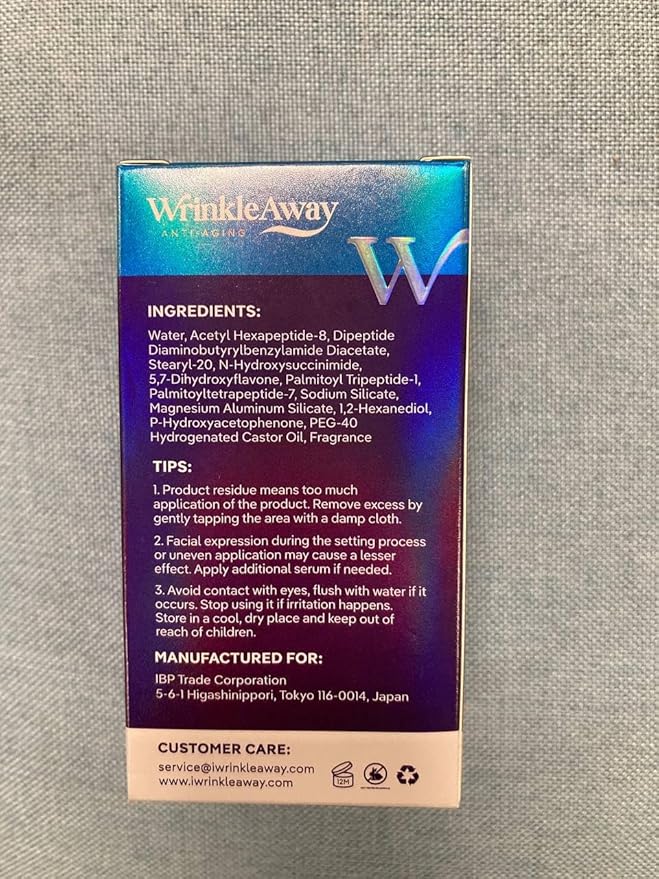 WrinkleAway
ANTI-AGING
W
INGREDIENTS:
Water, Acetyl Hexapeptide-8, Dipeptide
Diaminobutyrylbenzylamide Diacetate,
Stearyl-20, N-Hydroxysuccinimide,
5,7-Dihydroxyflavone, Palmitoyl Tripeptide-1,
Palmitoyltetrapeptide-7, Sodium Silicate,
Magnesium Aluminum Silicate, 1,2-Hexanediol,
P-Hydroxyacetophenone, PEG-40
Hydrogenated Castor Oil, Fragrance
TIPS:
1. Product residue means too much
application of the product. Remove excess by
gently tapping the area with a damp cloth.
2. Facial expression during the setting process
or uneven application may cause a lesser
effect. Apply additional serum if needed.
3. Avoid contact with eyes, flush with water if it
occurs. Stop using it if irritation happens.
Store in a cool, dry place and keep out of
reach of children.
MANUFACTURED FOR:
IBP Trade Corporation
5-6-1 Higashinippori, Tokyo 116-0014, Japan
CUSTOMER CARE:
service@iwrinkleaway.com
www.iwrinkleaway.com
12M